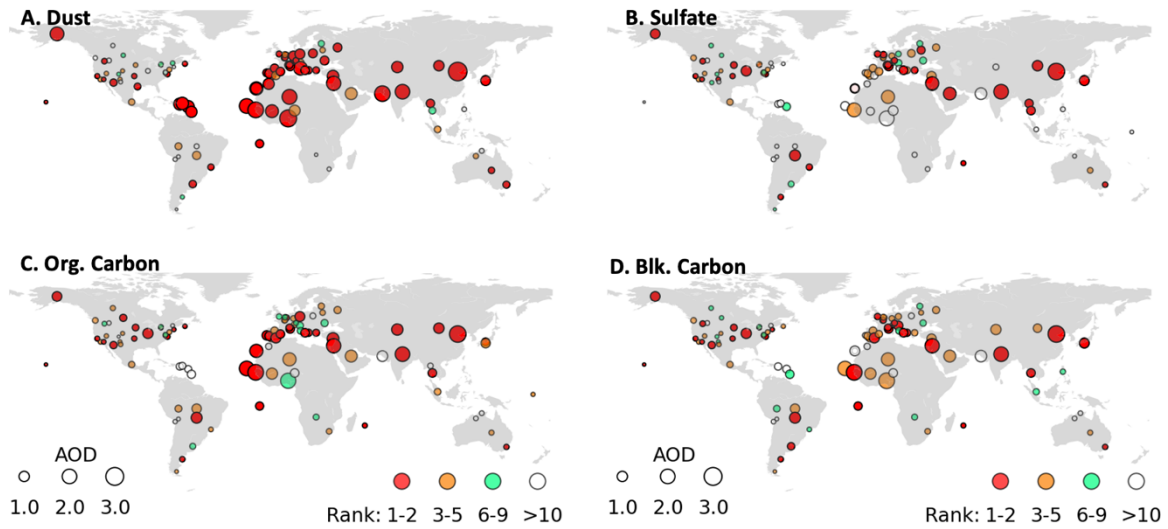 A. Dust
B. Sulfate
C. Org. Carbon
D. Blk. Carbon
AOD
1.0 2.0 3.0
Rank: 1-2 3-5 6-9 >10
AOD
1.0 2.0 3.0
Rank: 1-2 3-5 6-9 >10